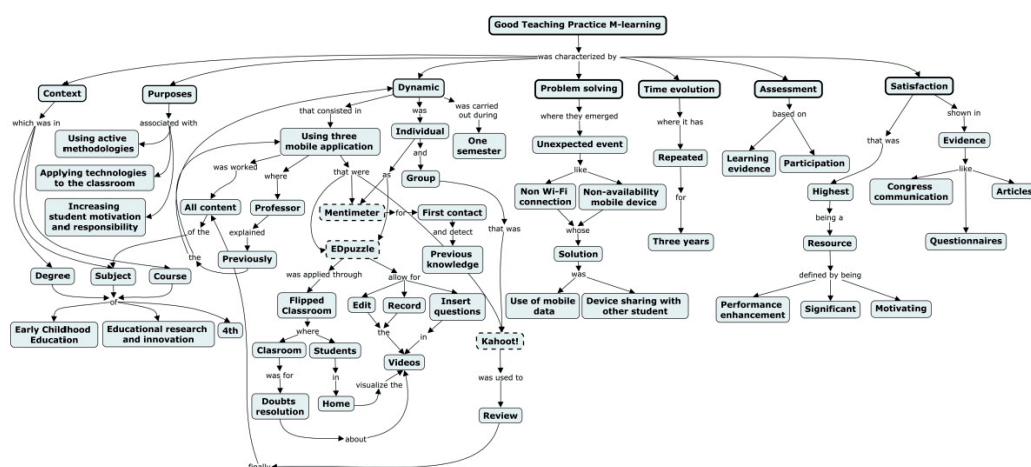 Good Teaching Practice M-learning
was characterized by
Context
Purposes
Dynamic
Problem solving
Time evolution
Assessment
Satisfaction
which was in
associated with
that consisted in
was
was carried
out during
where they emerged
where it has
based on
shown in
Using active
methodologies
Using three
mobile application
Individual
One
semester
Unexpected event
Repeated
Learning
evidence
Participation
that was
Evidence
Applying technologies
to the classroom
was worked
where
that were
as
and
Group
like
for
Highest
like
Non Wi-Fi
connection
Non-availability
mobile device
Congress
communication
Articles
Increasing
student motivation
and responsibility
All content
Professor
Mentimeter
for
First contact
being a
of the
explained
and detect
that was
whose
Three years
Resource
Questionnaires
the
Previously
EDpuzzle
Previous
knowledge
Solution
Degree
Subject
Course
was applied through
allow for
was
defined by being
of
Flipped
Classroom
Edit
Record
Insert
questions
Use of mobile
data
Device sharing with
other student
Performance
enhancement
Significant
Motivating
Early Childhood
Education
Educational research
and innovation
4th
where
the
in
Kahoot!
Clasroom
Students
Videos
was for
in
visualize the
was used to
Doubts
resolution
Home
Review
about
finally